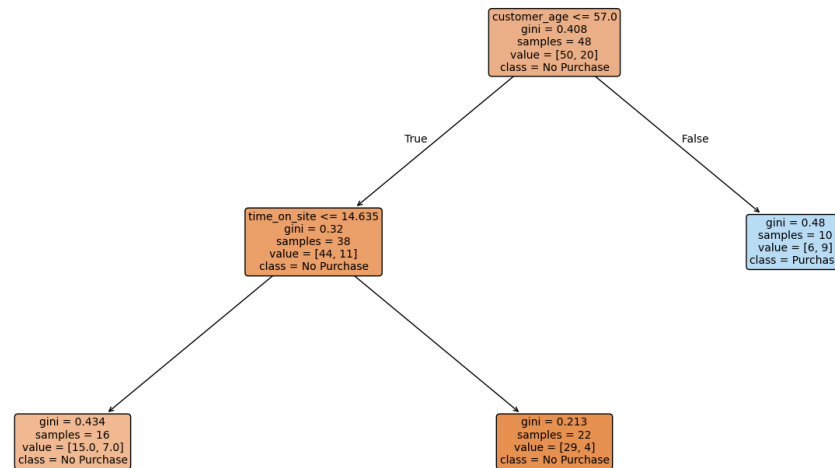 customer_age <= 57.0
gini = 0.408
samples = 48
value = [50, 20]
class = No Purchase
True
False
time_on_site <= 14.635
gini = 0.32
samples = 38
value = [44, 11]
class = No Purchase
gini = 0.48
samples = 10
value = [6, 9]
class = Purchase
gini = 0.434
samples = 16
value = [15.0, 7.0]
class = No Purchase
gini = 0.213
samples = 22
value = [29, 4]
class = No Purchase